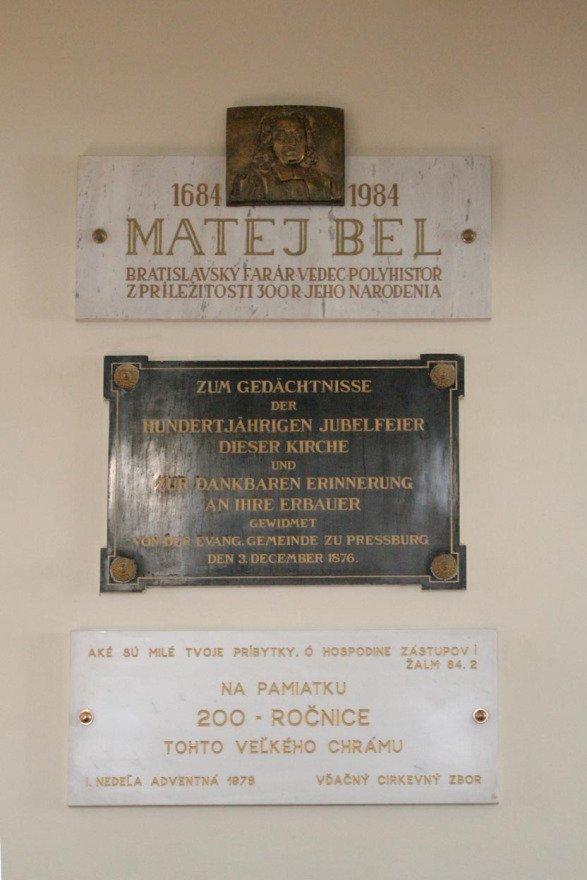 1684 1984
MATEJ BEL
BRATISLAVSKÝ FARÁR VEDEC POLYHISTOR
Z PRÍLEŽITOSTI 300 R. JEHO NARODENIA
ZUM GEDÄCHTNISSE
DER
HUNDERTJÄHRIGEN JUBELFEIER
DIESER KIRCHE
UND
ZUR DANKBAREN ERINNERUNG
AN IHRE ERBAUER
GEWIDMET
VON DER EVANG. GEMEINDE ZU PRESSBURG
DEN 3. DECEMBER 1876.
AKÉ SÚ MILÉ TVOJE PRÍBYTKY, Ó HOSPODINE ZÁSTUPOV!
ŽALM 84. 2
NA PAMIATKU
200 - ROČNICE
TOHTO VEĽKÉHO CHRÁMU
I. NEDEĽA ADVENTNÁ 1976 VĎAČNÝ CIRKEVNÝ ZBOR